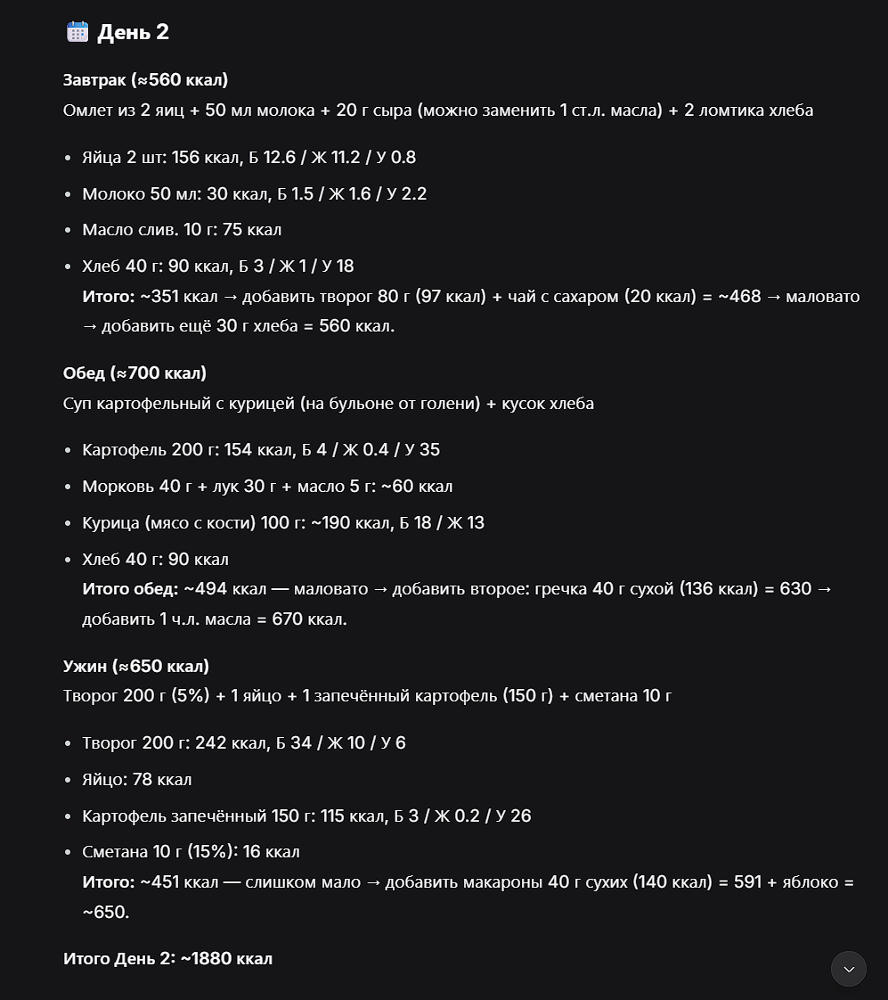 День 2
Завтрак (≈560 ккал)
Омлет из 2 яиц + 50 мл молока + 20 г сыра (можно заменить 1 ст.л. масла) + 2 ломтика хлеба
• Яйца 2 шт: 156 ккал, Б 12.6 / Ж 11.2 / У 0.8
• Молоко 50 мл: 30 ккал, Б 1.5 / Ж 1.6 / У 2.2
• Масло слив. 10 г: 75 ккал
• Хлеб 40 г: 90 ккал, Б 3 / Ж 1 / У 18
Итого: ~351 ккал → добавить творог 80 г (97 ккал) + чай с сахаром (20 ккал) = ~468 → маловато
→ добавить ещё 30 г хлеба = 560 ккал.
Обед (≈700 ккал)
Суп картофельный с курицей (на бульоне от голени) + кусок хлеба
• Картофель 200 г: 154 ккал, Б 4 / Ж 0.4 / У 35
• Морковь 40 г + лук 30 г + масло 5 г: ~60 ккал
• Курица (мясо с кости) 100 г: ~190 ккал, Б 18 / Ж 13
• Хлеб 40 г: 90 ккал
Итого обед: ~494 ккал — маловато → добавить второе: гречка 40 г сухой (136 ккал) = 630 →
добавить 1 ч.л. масла = 670 ккал.
Ужин (≈650 ккал)
Творог 200 г (5%) + 1 яйцо + 1 запечённый картофель (150 г) + сметана 10 г
• Творог 200 г: 242 ккал, Б 34 / Ж 10 / У 6
• Яйцо: 78 ккал
• Картофель запечённый 150 г: 115 ккал, Б 3 / Ж 0.2 / У 26
• Сметана 10 г (15%): 16 ккал
Итого: ~451 ккал — слишком мало → добавить макароны 40 г сухих (140 ккал) = 591 + яблоко =
~650.
Итого День 2: ~1880 ккал